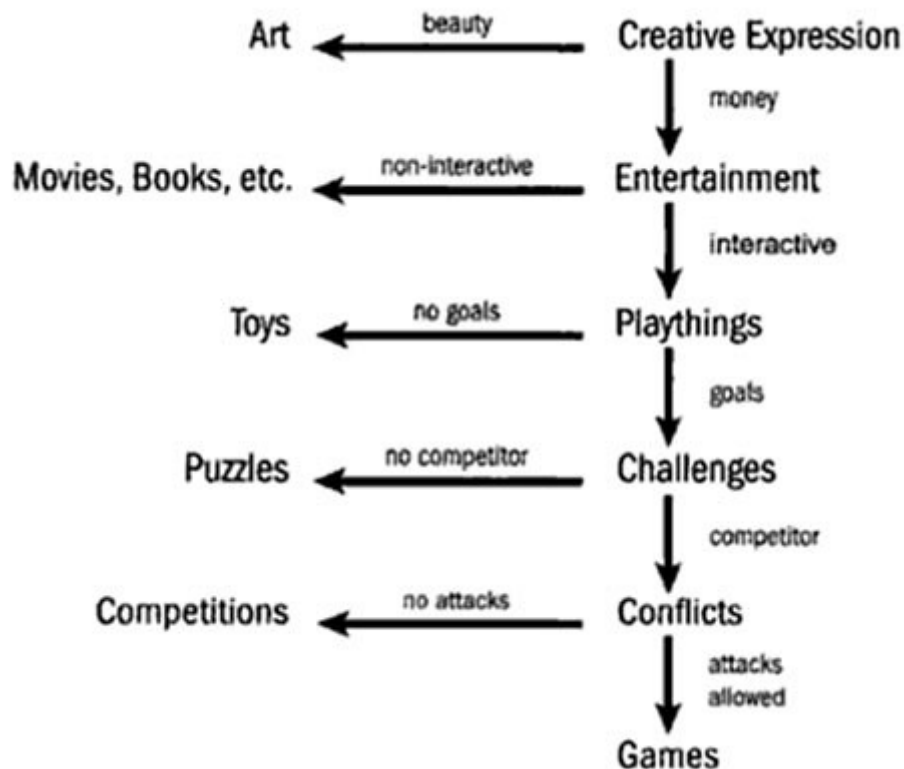 Art
beauty
Creative Expression
money
Movies, Books, etc.
non-interactive
Entertainment
interactive
Toys
no goals
Playthings
goals
Puzzles
no competitor
Challenges
competitor
Competitions
no attacks
Conflicts
attacks
allowed
Games